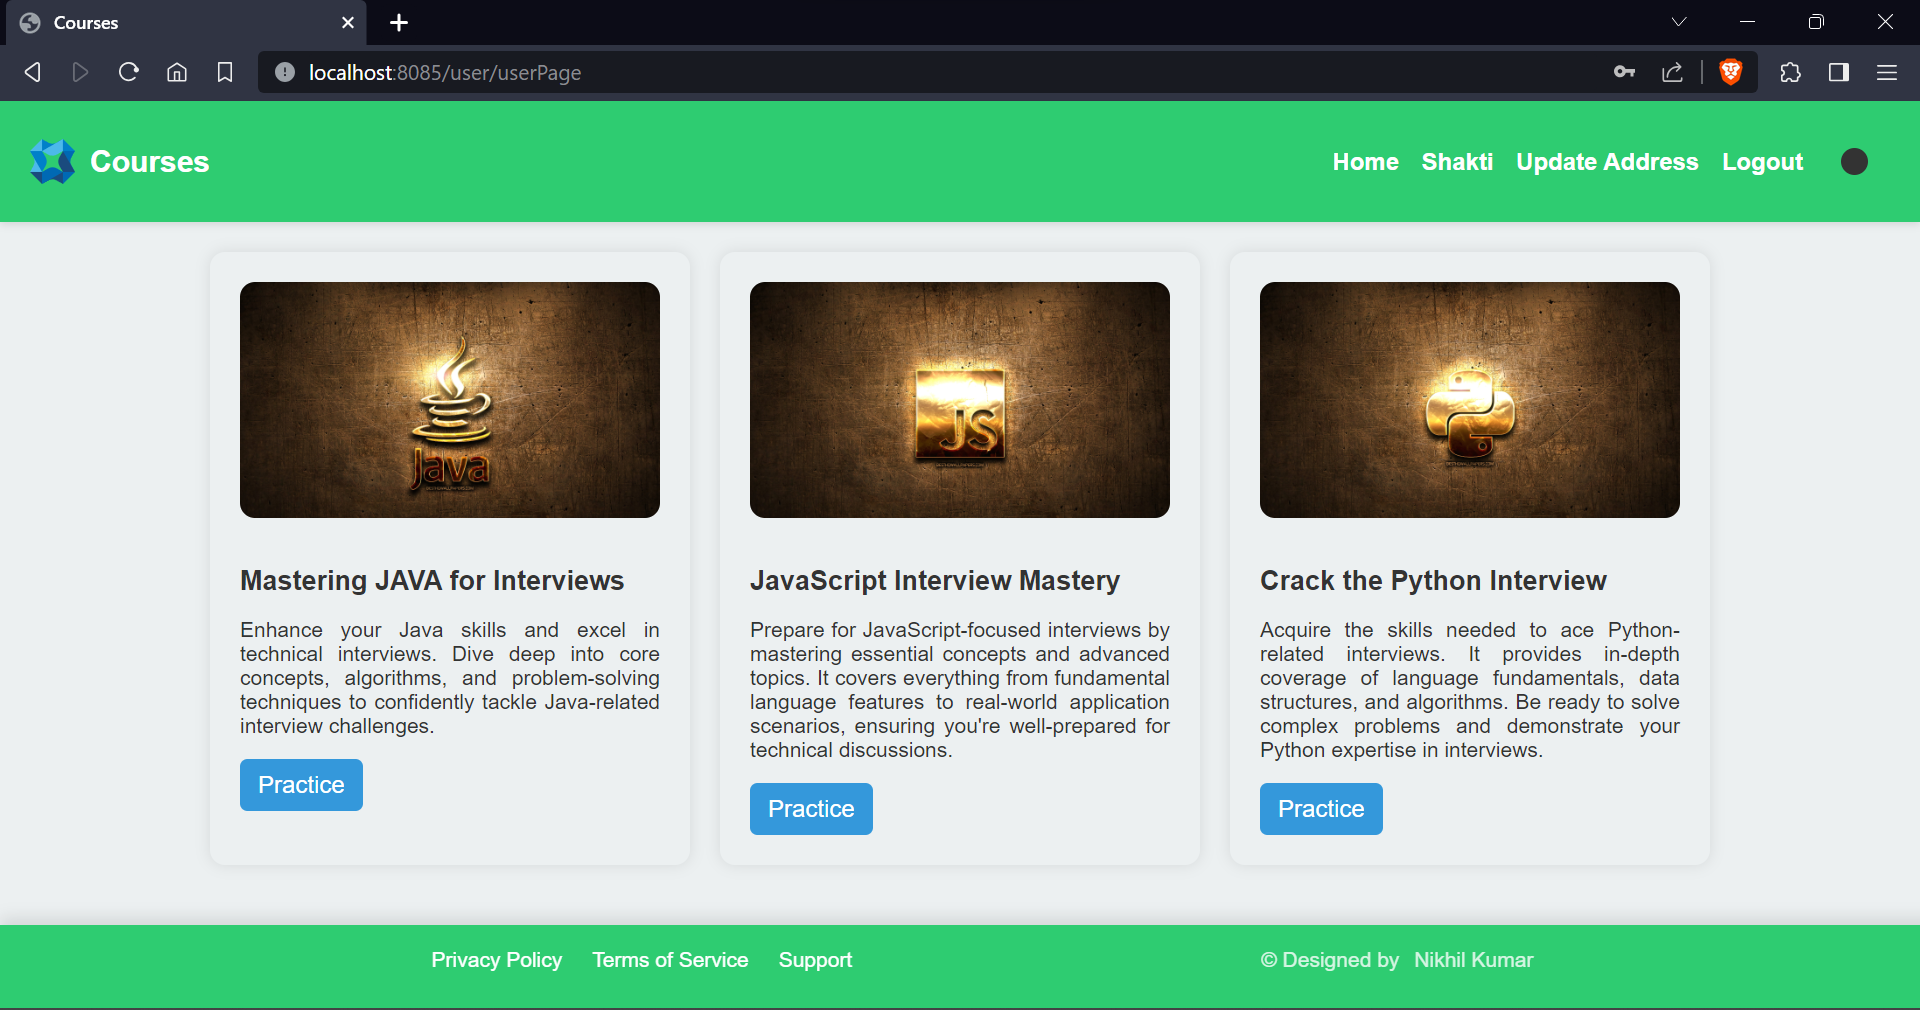 Courses
localhost:8085/user/userPage
Courses
Home Shakti Update Address Logout
Java
JS
Mastering JAVA for Interviews
Enhance your Java skills and excel in
technical interviews. Dive deep into core
concepts, algorithms, and problem-solving
techniques to confidently tackle Java-related
interview challenges.
Practice
JavaScript Interview Mastery
Prepare for JavaScript-focused interviews by
mastering essential concepts and advanced
topics. It covers everything from fundamental
language features to real-world application
scenarios, ensuring you're well-prepared for
technical discussions.
Practice
Crack the Python Interview
Acquire the skills needed to ace Python-
related interviews. It provides in-depth
coverage of language fundamentals, data
structures, and algorithms. Be ready to solve
complex problems and demonstrate your
Python expertise in interviews.
Practice
Privacy Policy Terms of Service Support
© Designed by Nikhil Kumar